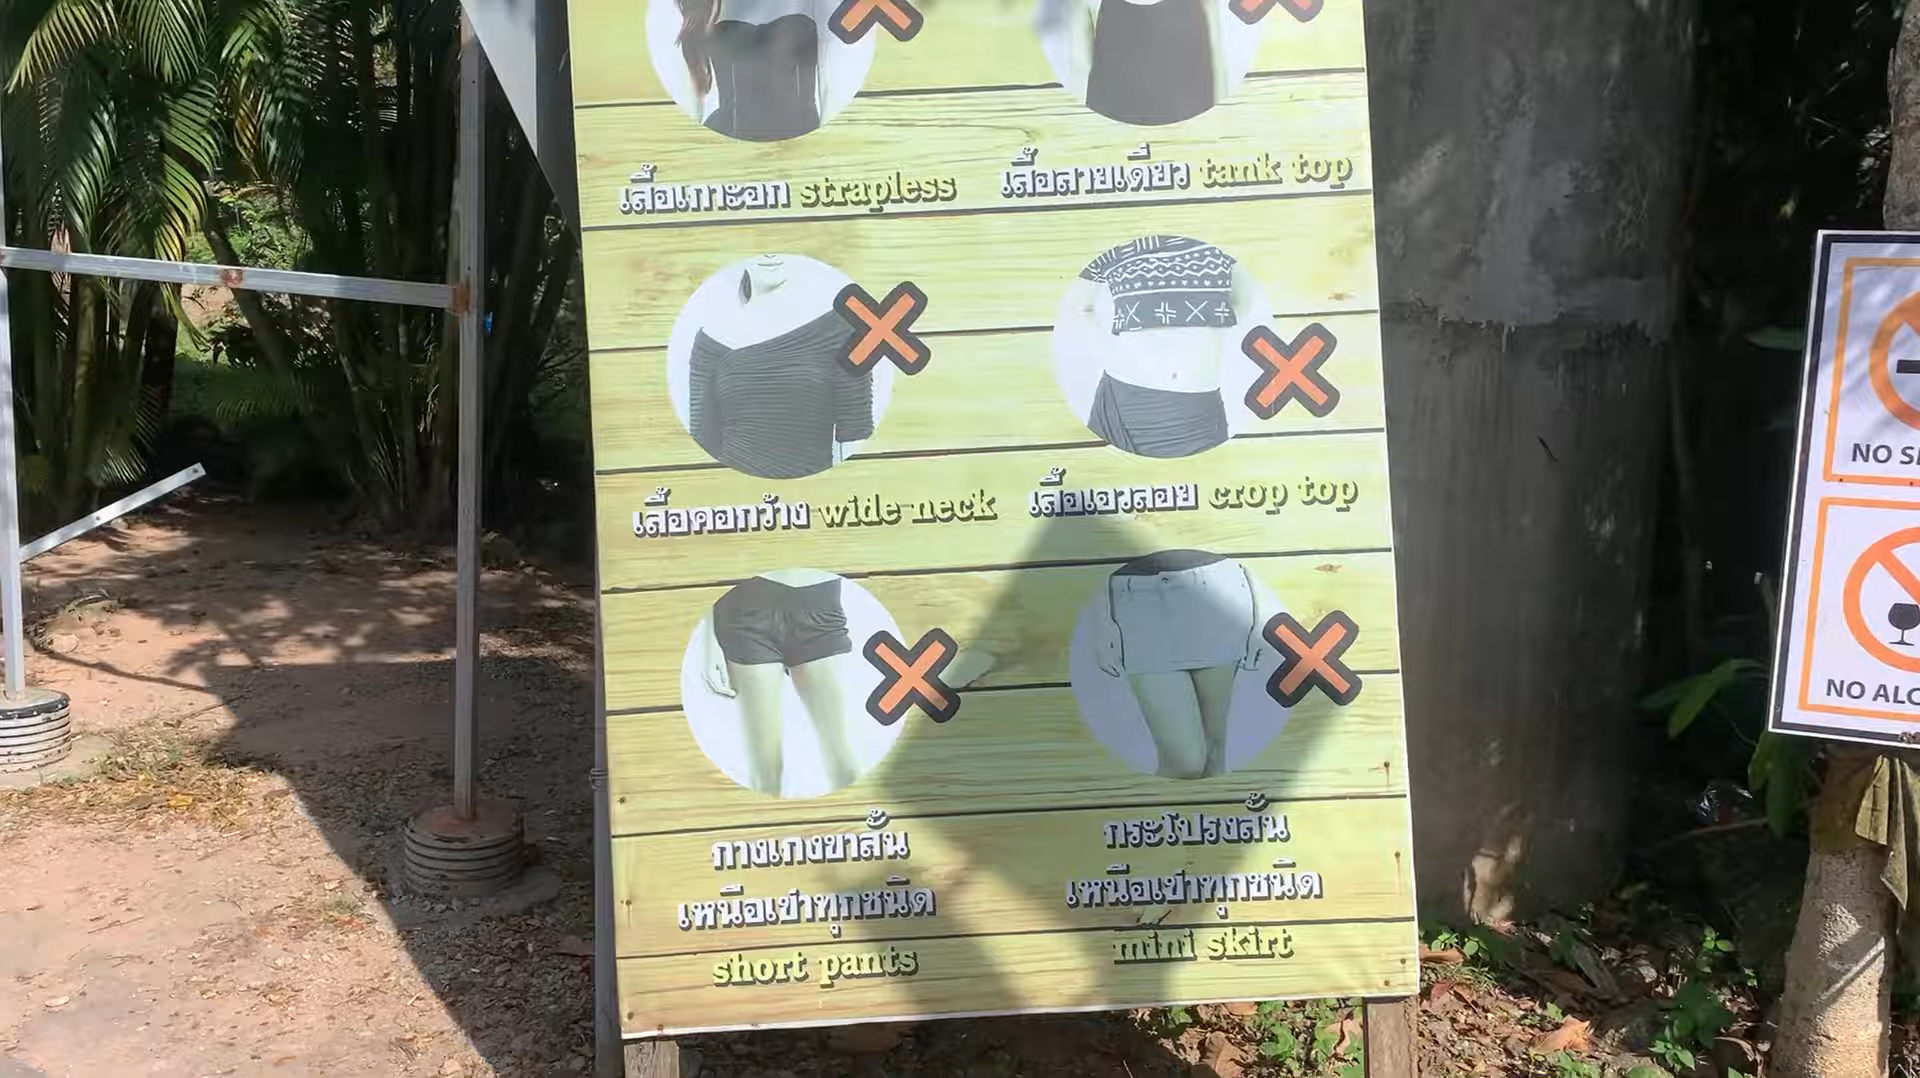 เสื้อเกาะอก strapless
เสื้อสายเดี่ยว tank top
เสื้อคอกว้าง wide neck
เสื้อเอวลอย crop top
กางเกงขาสั้น
เหนือเข่าทุกชนิด
short pants
กระโปรงสั้น
เหนือเข่าทุกชนิด
mini skirt
NO
NO